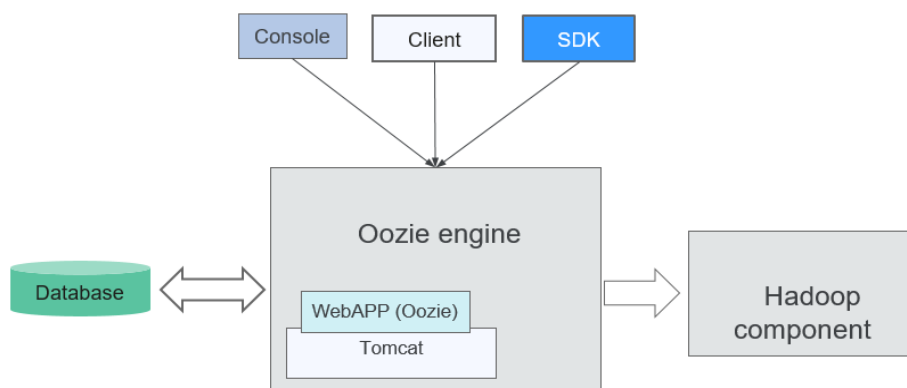 Console
Client
SDK
Oozie engine
Database
WebAPP (Oozie)
Tomcat
Hadoop
component